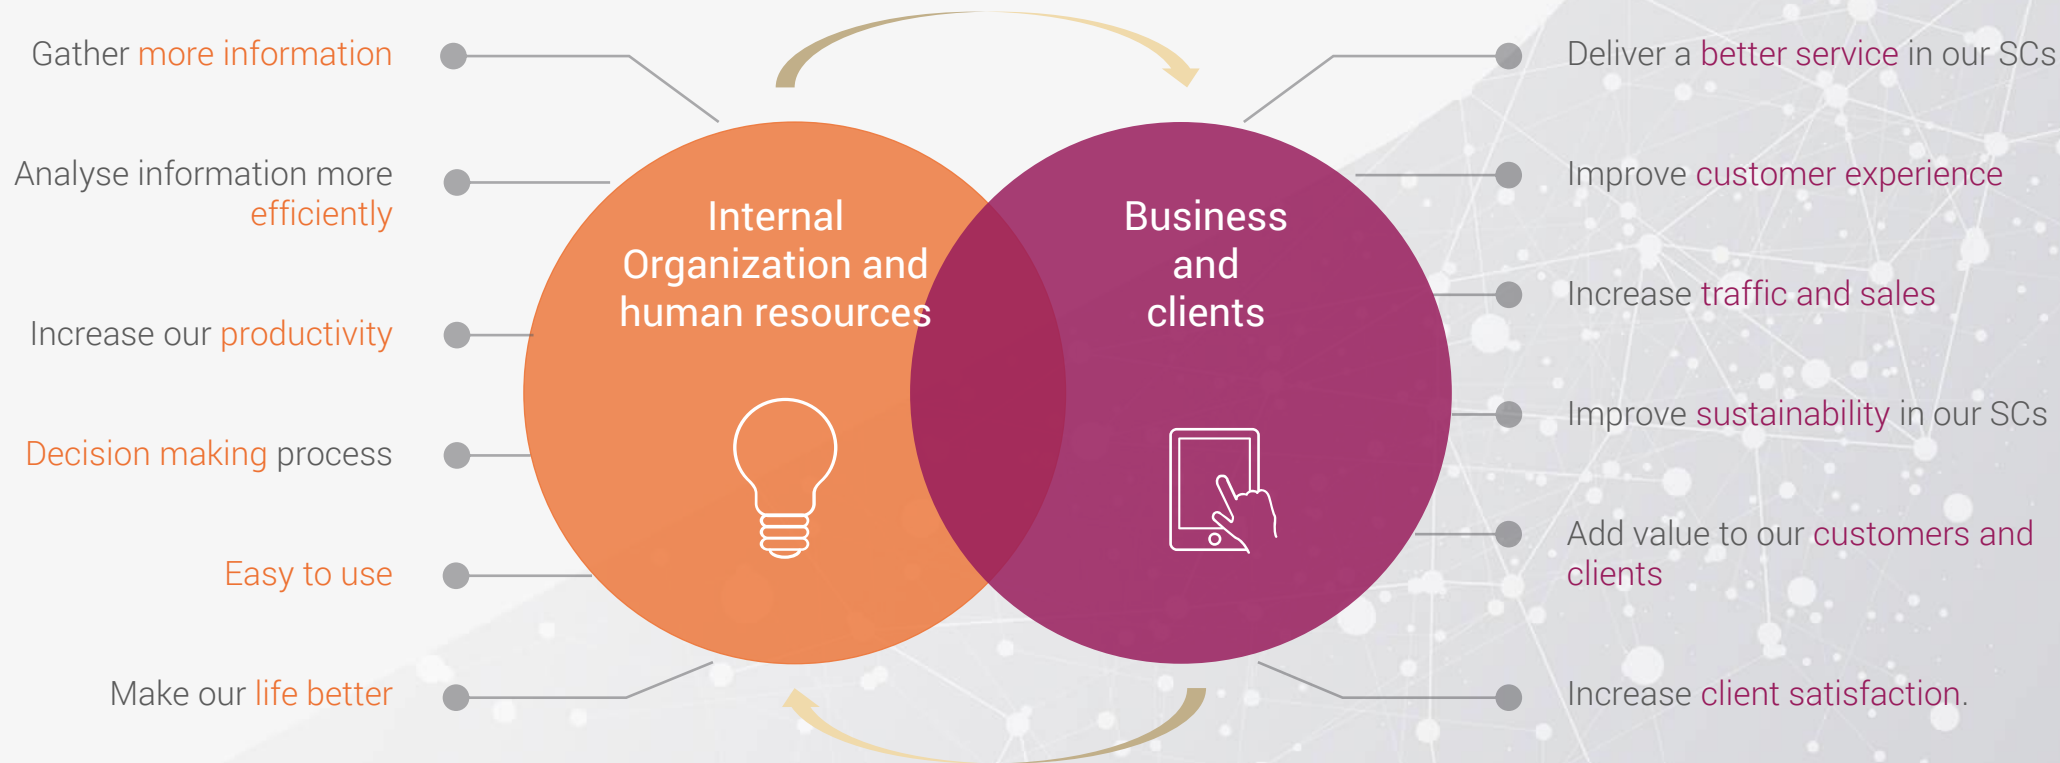 Gather more information
Analyse information more
efficiently
Increase our productivity
Decision making process
Easy to use
Make our life better
Internal
Organization and
human resources
Business
and
clients
Deliver a better service in our SCs
Improve customer experience
Increase traffic and sales
Improve sustainability in our SCs
Add value to our customers and
clients
Increase client satisfaction.